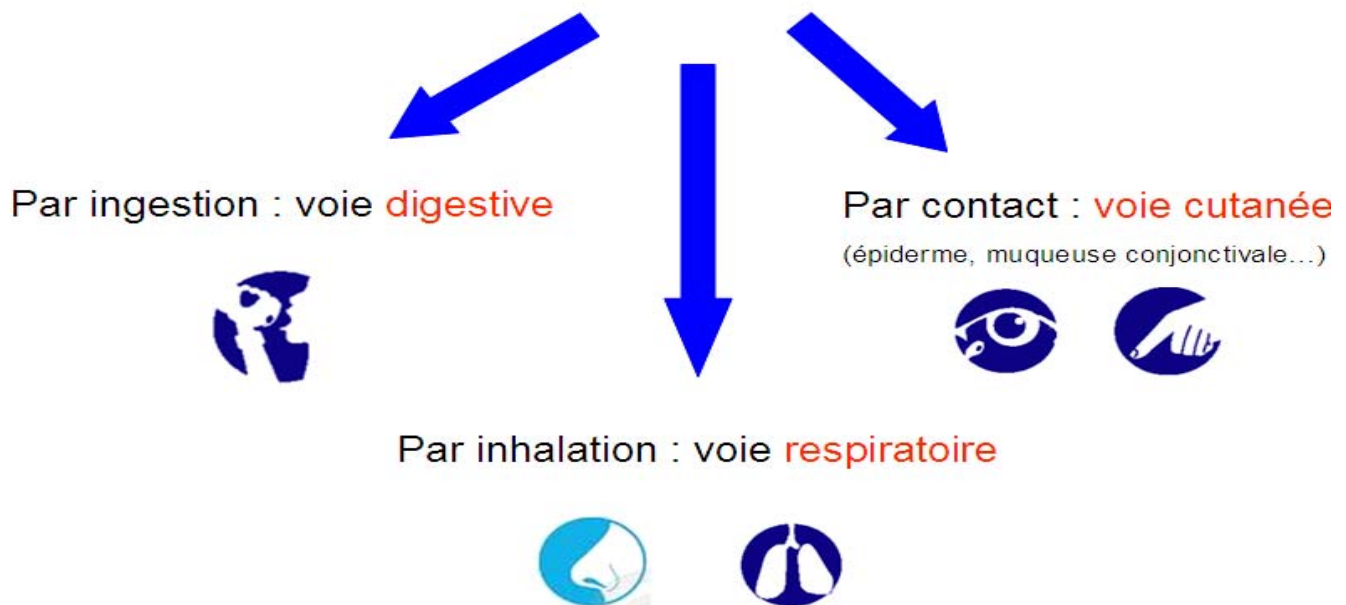 Par ingestion : voie digestive
Par contact : voie cutanée
(épiderme, muqueuse conjonctivale...)
Par inhalation : voie respiratoire